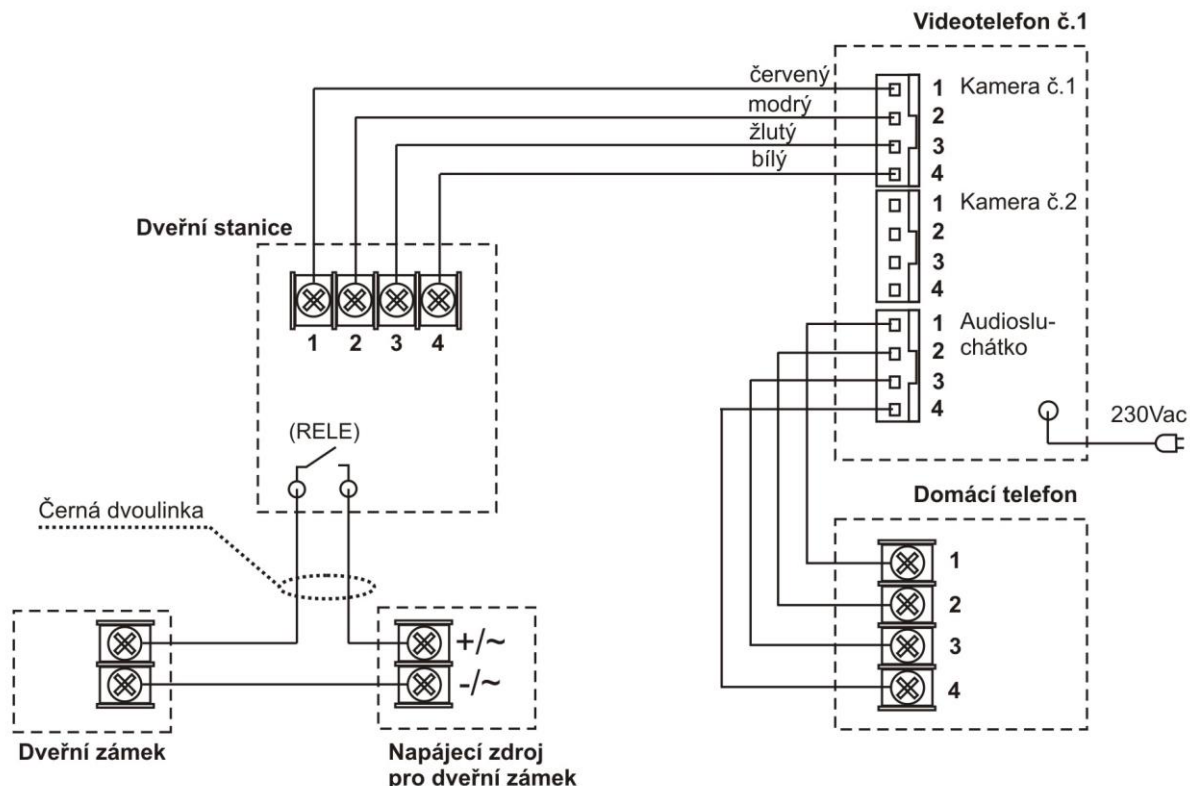 Videotelefon č.1
červený
modrý
žlutý
bílý
1 Kamera č.1
2
3
4
1 Kamera č.2
2
3
4
1 Audioslu-
2 chátko
3
4
230Vac
Dveřní stanice
1 2 3 4
(RELE)
Černá dvoulinka
+/~
-/~
Dveřní zámek
Napájecí zdroj
pro dveřní zámek
Domácí telefon
1
2
3
4